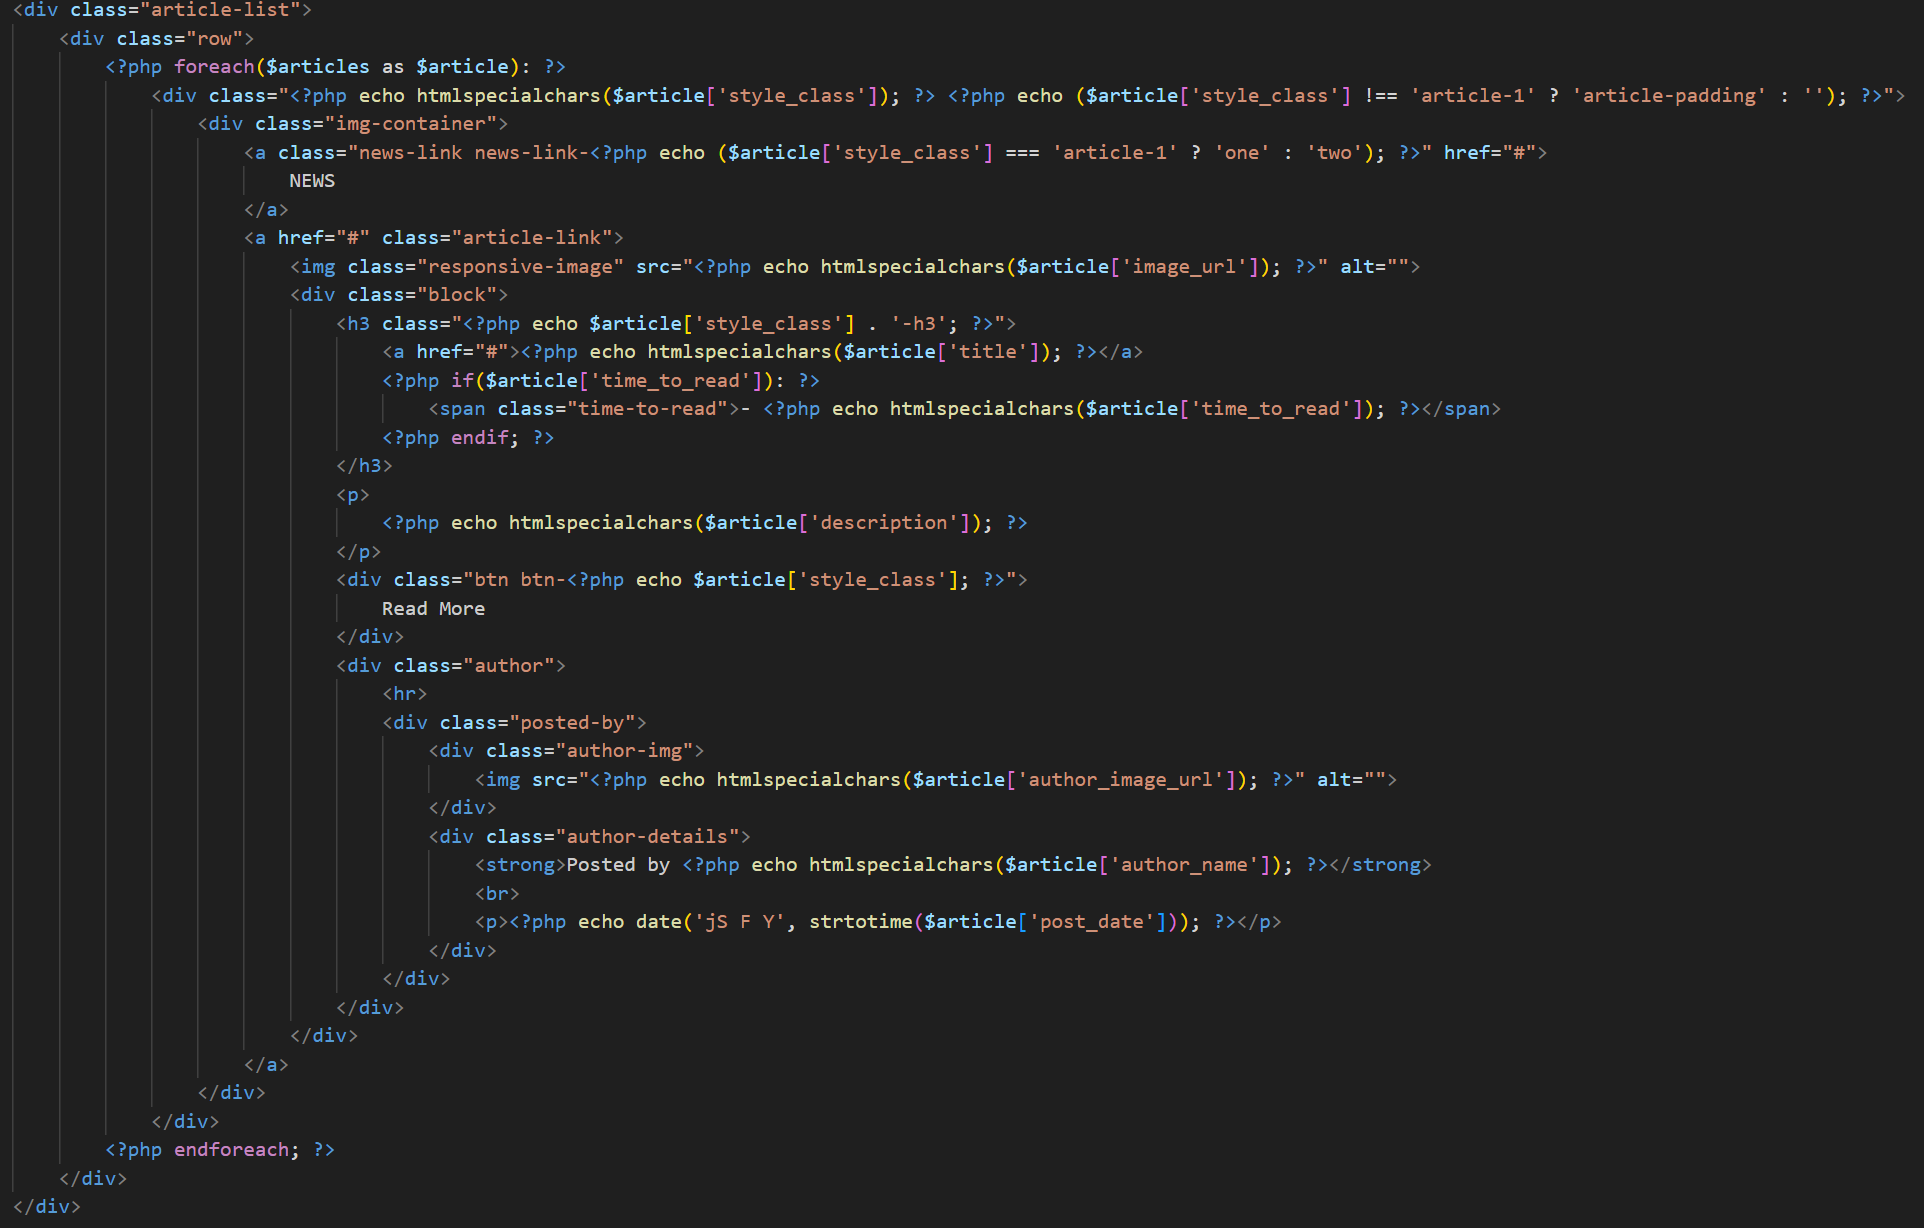 <div class="article-list">
    <div class="row">
        <?php foreach($articles as $article): ?>
            <div class="<?php echo htmlspecialchars($article['style_class']); ?> <?php echo ($article['style_class'] !== 'article-1' ? 'article-padding' : ''); ?>">
                <div class="img-container">
                    <a class="news-link news-link-<?php echo ($article['style_class'] === 'article-1' ? 'one' : 'two'); ?>" href="#">
                        NEWS
                    </a>
                    <a href="#" class="article-link">
                        <img class="responsive-image" src="<?php echo htmlspecialchars($article['image_url']); ?>" alt="">
                        <div class="block">
                            <h3 class="<?php echo $article['style_class'] . '-h3'; ?>">
                                <a href="#"><?php echo htmlspecialchars($article['title']); ?></a>
                                <?php if($article['time_to_read']): ?>
                                    <span class="time-to-read">- <?php echo htmlspecialchars($article['time_to_read']); ?></span>
                                <?php endif; ?>
                            </h3>
                            <p>
                                <?php echo htmlspecialchars($article['description']); ?>
                            </p>
                            <div class="btn btn-<?php echo $article['style_class']; ?>">
                                Read More
                            </div>
                            <div class="author">
                                <hr>
                                <div class="posted-by">
                                    <div class="author-img">
                                        <img src="<?php echo htmlspecialchars($article['author_image_url']); ?>" alt="">
                                    </div>
                                    <div class="author-details">
                                        <strong>Posted by <?php echo htmlspecialchars($article['author_name']); ?></strong>
                                        <br>
                                        <p><?php echo date('jS F Y', strtotime($article['post_date'])); ?></p>
                                    </div>
                                </div>
                            </div>
                        </div>
                    </a>
                </div>
            </div>
        <?php endforeach; ?>
    </div>
</div>